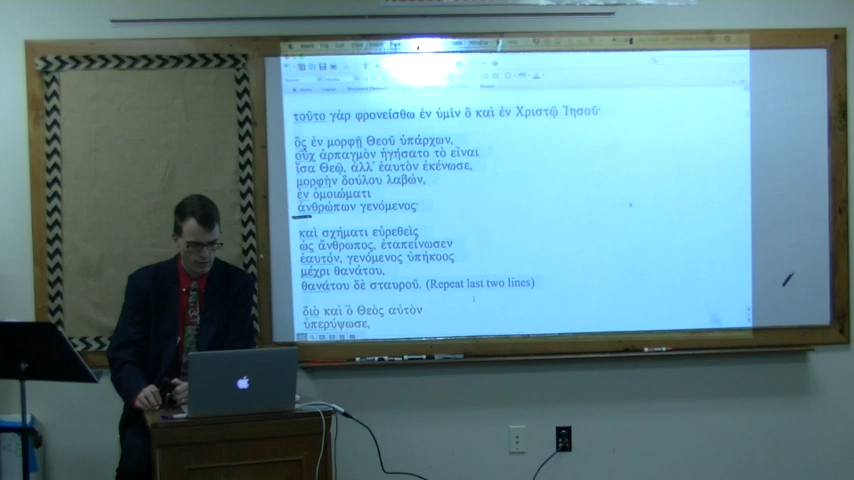 τοῦτο γὰρ φρονείσθω ἐν ὑμῖν ὃ καὶ ἐν Χριστῷ Ἰησοῦ·
ὃς ἐν μορφῇ Θεοῦ ὑπάρχων,
οὐχ ἁρπαγμὸν ἡγήσατο τὸ εἶναι
ἴσα Θεῷ, ἀλλ' ἑαυτὸν ἐκένωσε,
μορφὴν δούλου λαβών,
ἐν ὁμοιώματι
ἀνθρώπων γενόμενος·
καὶ σχήματι εὑρεθεὶς
ὡς ἄνθρωπος, ἐταπείνωσεν
ἑαυτόν, γενόμενος ὑπήκοος
μέχρι θανάτου,
θανάτου δὲ σταυροῦ. (Repeat last two lines)
διὸ καὶ ὁ Θεὸς αὐτὸν
ὑπερύψωσε,